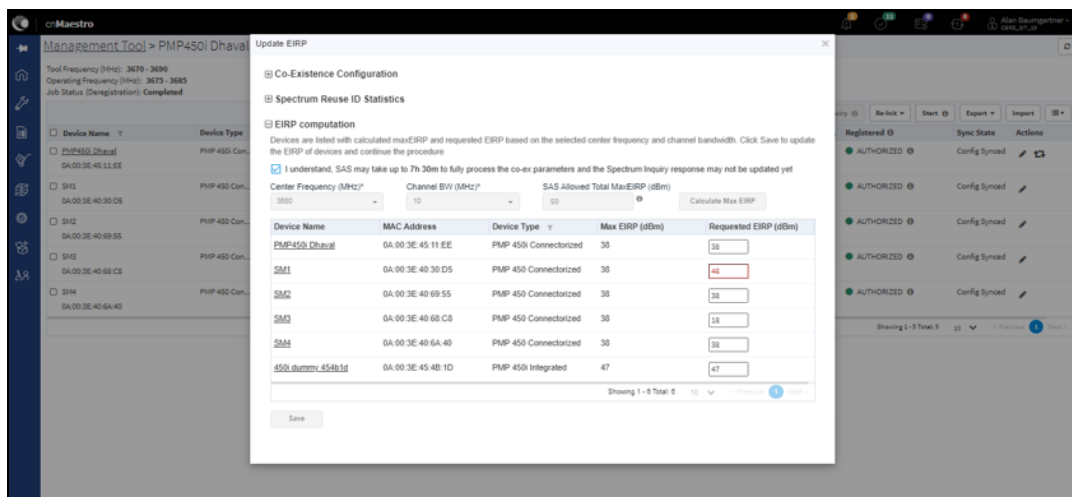 cnMaestro
11
Alan Baumgartner
Management Tool > PMP450i Dhaval
Tool Frequency (MHz): 3670 - 3690
Operating Frequency (MHz): 3675 - 3685
Job Status (Deregistration): Completed
Re-Init Start Export Import
Device Name Device Type Registered Sync State Actions
PMP450i Dhaval PMP 450i Con... AUTHORIZED Config Synced
0A:00:3E:45:11:EE
SM1 PMP 450 Con... AUTHORIZED Config Synced
0A:00:3E:40:30:D5
SM2 PMP 450 Con... AUTHORIZED Config Synced
0A:00:3E:40:69:55
SM3 PMP 450 Con... AUTHORIZED Config Synced
0A:00:3E:40:68:C8
SM4 PMP 450 Con... AUTHORIZED Config Synced
0A:00:3E:40:6A:40
Showing 1 - 5 Total: 5 10 Previous 1 Next
Update EIRP
Co-Existence Configuration
Spectrum Reuse ID Statistics
EIRP computation
Devices are listed with calculated maxEIRP and requested EIRP based on the selected center frequency and channel bandwidth. Click Save to update
the EIRP of devices and continue the procedure
I understand, SAS may take up to 7h 30m to fully process the co-ex parameters and the Spectrum Inquiry response may not be updated yet
Center Frequency (MHz)* Channel BW (MHz)* SAS Allowed Total MaxEIRP (dBm)
3680 10 50 Calculate Max EIRP
Device Name MAC Address Device Type Max EIRP (dBm) Requested EIRP (dBm)
PMP450i Dhaval 0A:00:3E:45:11:EE PMP 450i Connectorized 38 38
SM1 0A:00:3E:40:30:D5 PMP 450 Connectorized 38
SM2 0A:00:3E:40:69:55 PMP 450 Connectorized 38 38
SM3 0A:00:3E:40:68:C8 PMP 450 Connectorized 38 38
SM4 0A:00:3E:40:6A:40 PMP 450 Connectorized 38 38
450i dummy 454b1d 0A:00:3E:45:4B:1D PMP 450i Integrated 47 47
Showing 1 - 6 Total: 6 10 Previous 1 Next
Save